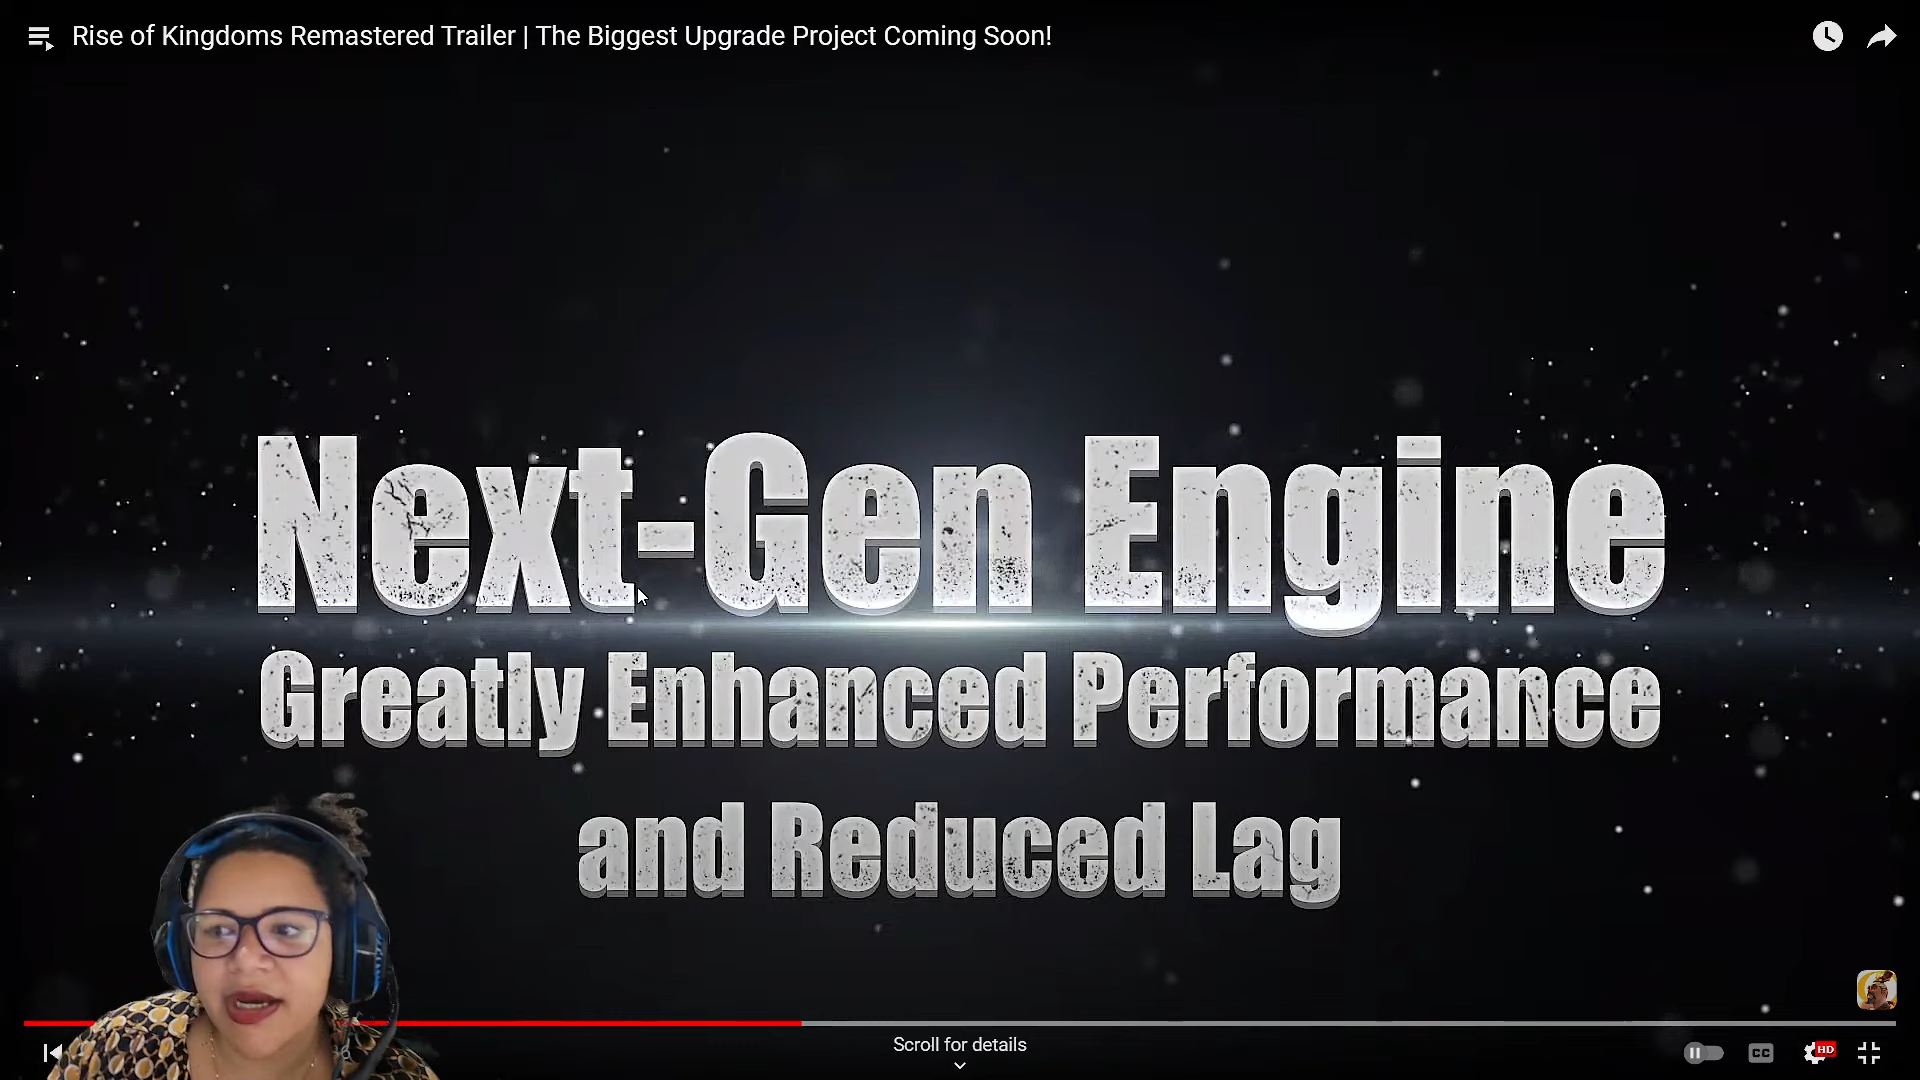 Rise of Kingdoms Remastered Trailer | The Biggest Upgrade Project Coming Soon!
Next-Gen Engine
Greatly Enhanced Performance
and Reduced Lag
Scroll for details
CC
HD